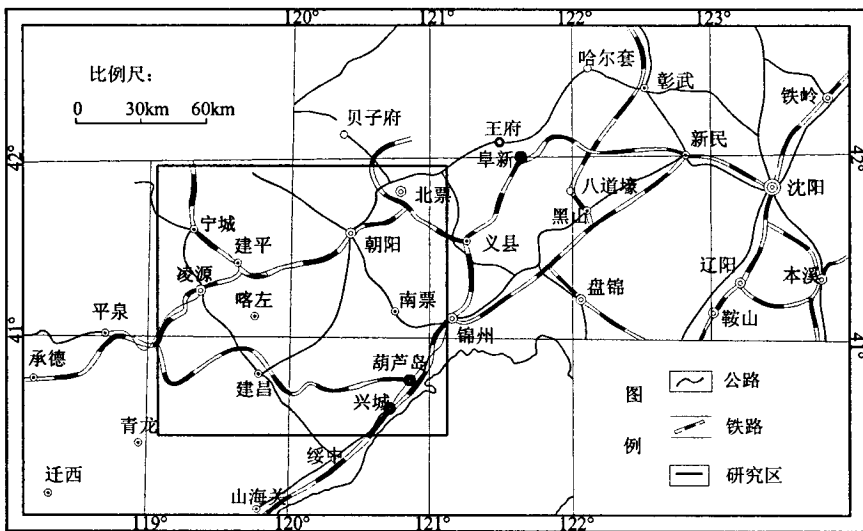 120° 121° 122° 123°
哈尔套
彰武
比例尺:
0 30km 60km
铁岭
贝子府
王府
新民
42° 42°
阜新
沈阳
北票
八道壕
黑山
宁城
朝阳
义县
建平
辽阳
本溪
凌源
盘锦
喀左
南票
鞍山
平泉
锦州
41° 41°
承德
葫芦岛
建昌
图例
公路
兴城
铁路
青龙
绥中
研究区
迁西
山海关
119° 120° 121° 122°